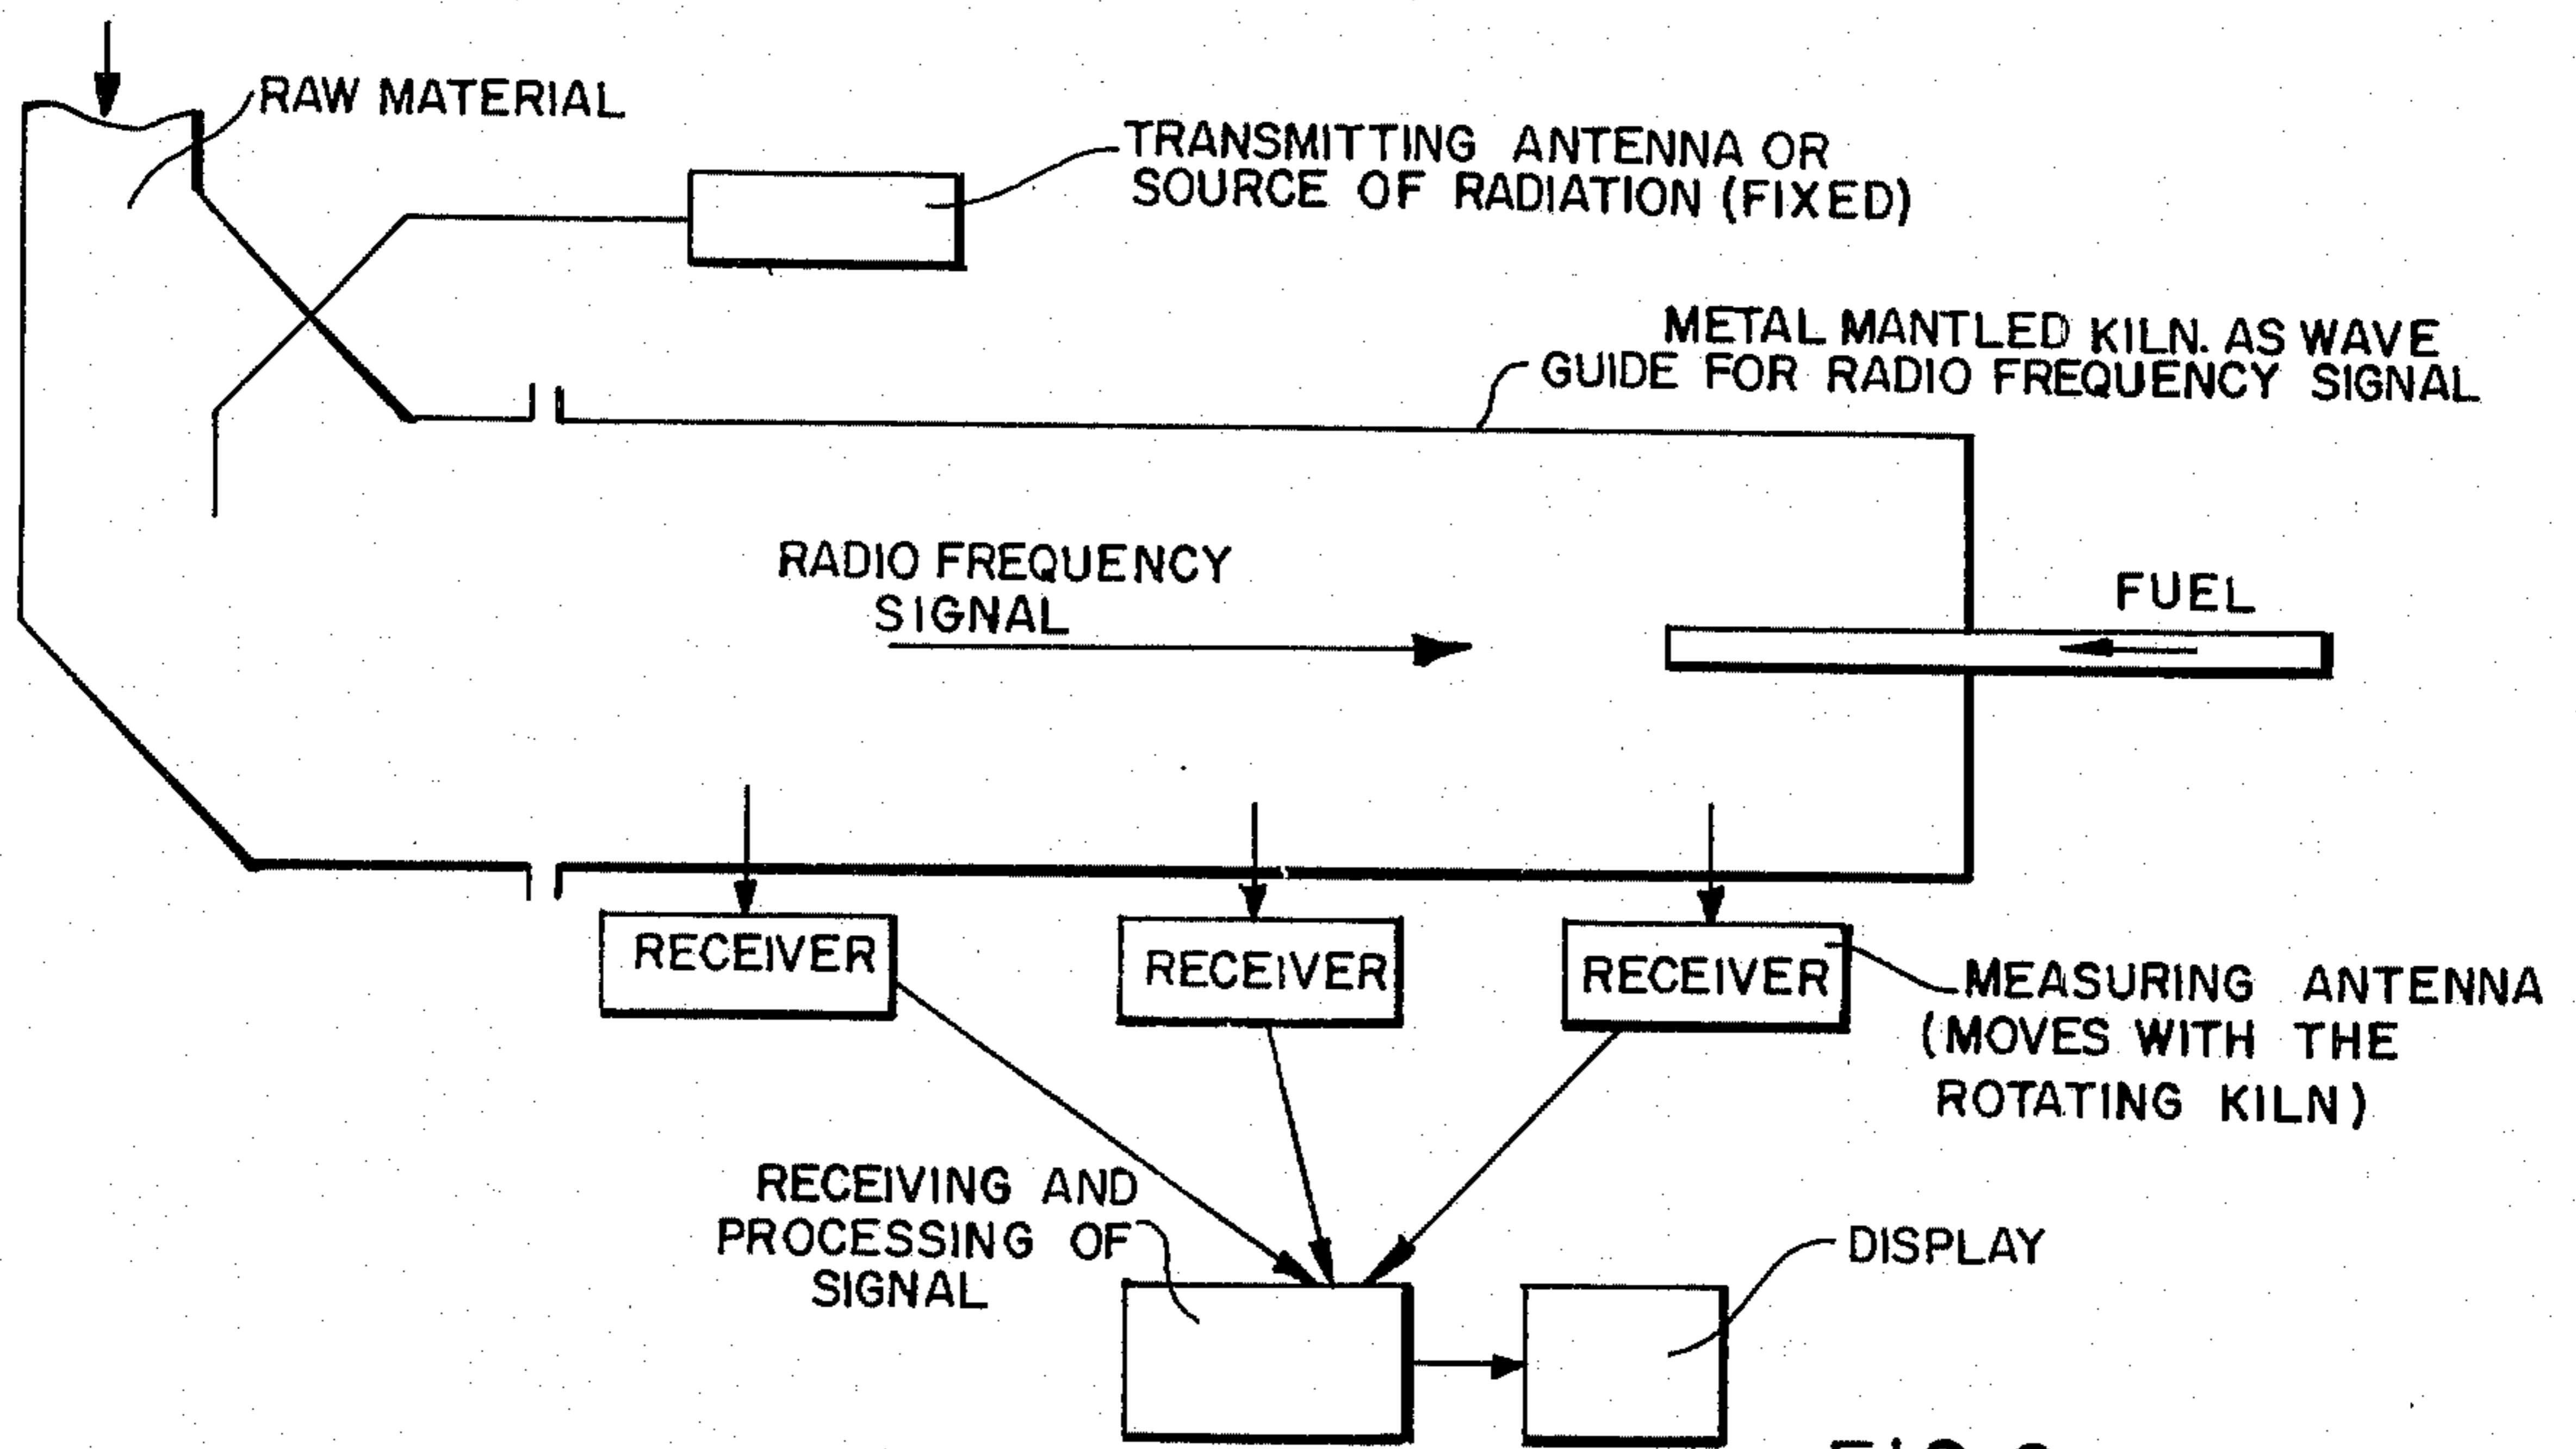 RAW MATERIAL
TRANSMITTING ANTENNA OR
SOURCE OF RADIATION (FIXED)
METAL MANTLED KILN. AS WAVE
GUIDE FOR RADIO FREQUENCY SIGNAL
RADIO FREQUENCY
SIGNAL
FUEL
RECEIVER
RECEIVER
RECEIVER
MEASURING ANTENNA
(MOVES WITH THE
ROTATING KILN)
RECEIVING AND
PROCESSING OF
SIGNAL
DISPLAY